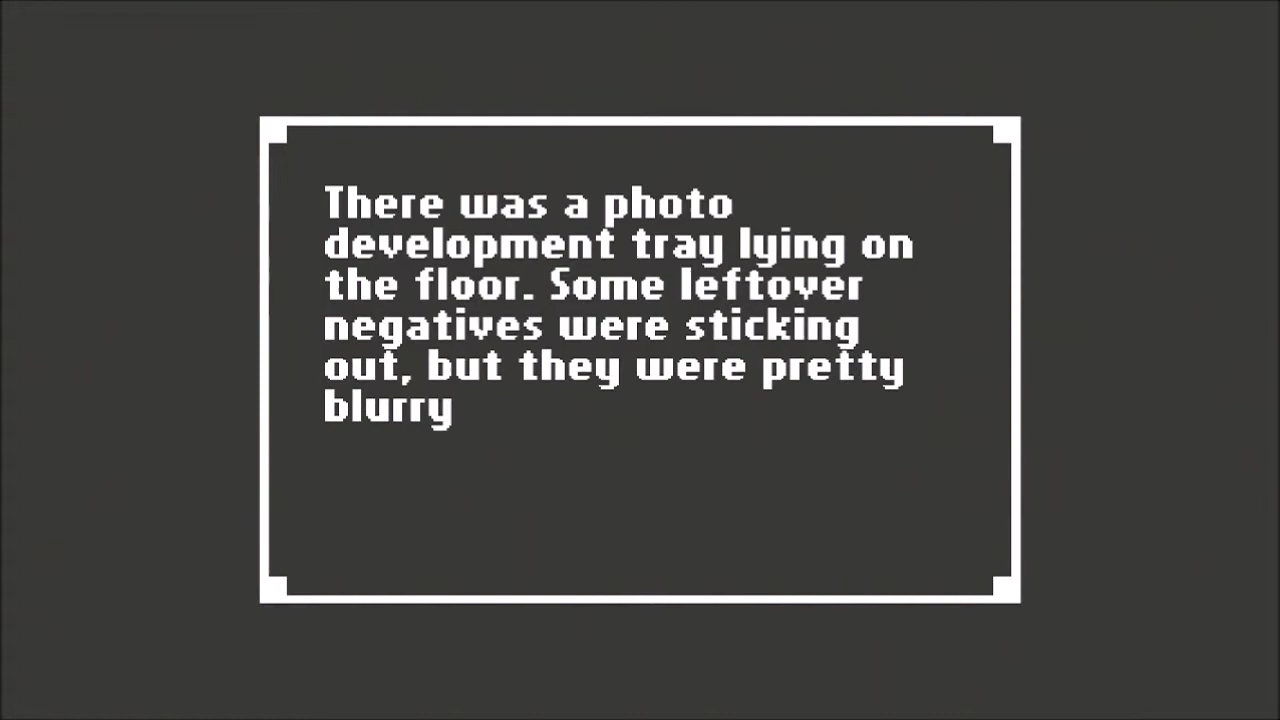 There was a photo
development tray lying on
the floor. Some leftover
negatives were sticking
out, but they were pretty
blurry